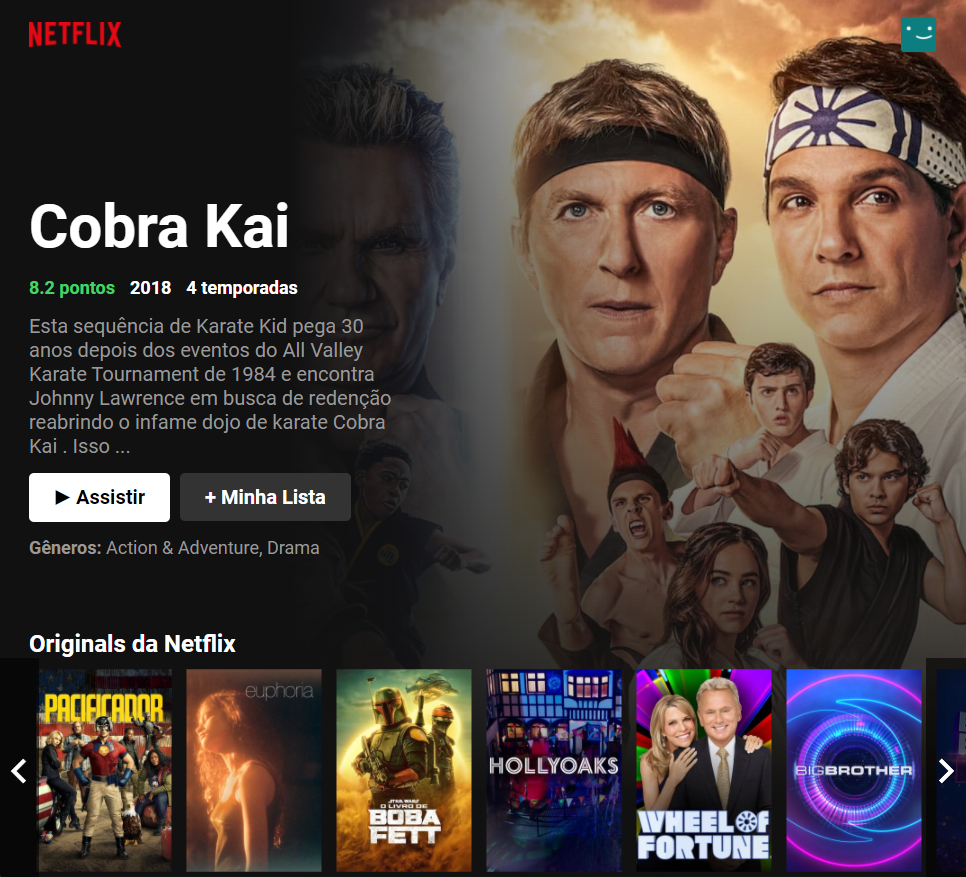 NETFLIX
Cobra Kai
8.2 pontos 2018 4 temporadas
Esta sequência de Karate Kid pega 30
anos depois dos eventos do All Valley
Karate Tournament de 1984 e encontra
Johnny Lawrence em busca de redenção
reabrindo o infame dojo de karate Cobra
Kai . Isso ...
Assistir
+ Minha Lista
Gêneros: Action & Adventure, Drama
Originals da Netflix
PACIFICADOR
euphoria
STAR WARS
O LIVRO DE
BOBA
FETT
HOLLYOAKS
WHEEL OF
FORTUNE
BIGBROTHER